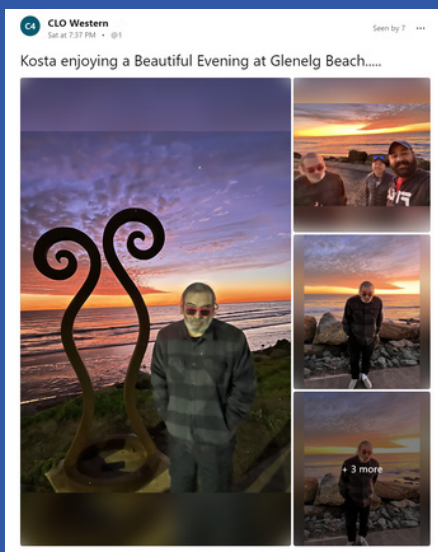 C4
CLO Western
Sat at 7:37 PM • @1
Seen by 7
Kosta enjoying a Beautiful Evening at Glenelg Beach.....
+ 3 more